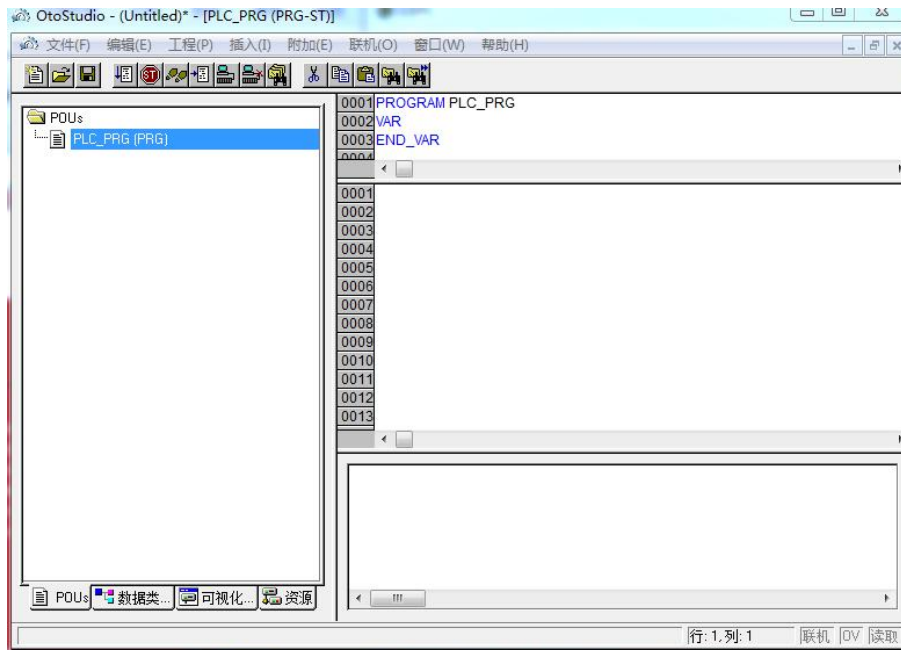 OtoStudio - (Untitled)* - [PLC_PRG (PRG-ST)]
文件(F) 编辑(E) 工程(P) 插入(I) 附加(E) 联机(O) 窗口(W) 帮助(H)
POUs
PLC_PRG (PRG)
0001 PROGRAM PLC_PRG
0002 VAR
0003 END_VAR
0004
0001
0002
0003
0004
0005
0006
0007
0008
0009
0010
0011
0012
0013
POUs 数据类... 可视化... 资源
行: 1, 列: 1 联机 OV 读取